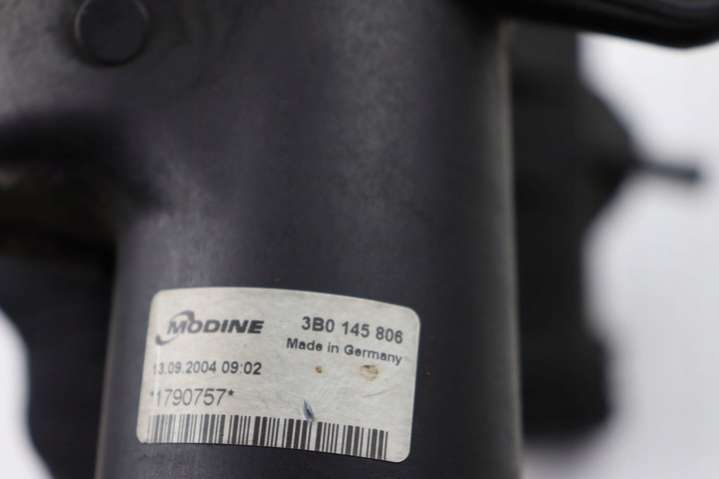 MODINE 3B0 145 806
Made in Germany
13.09.2004 09:02
*1790757*